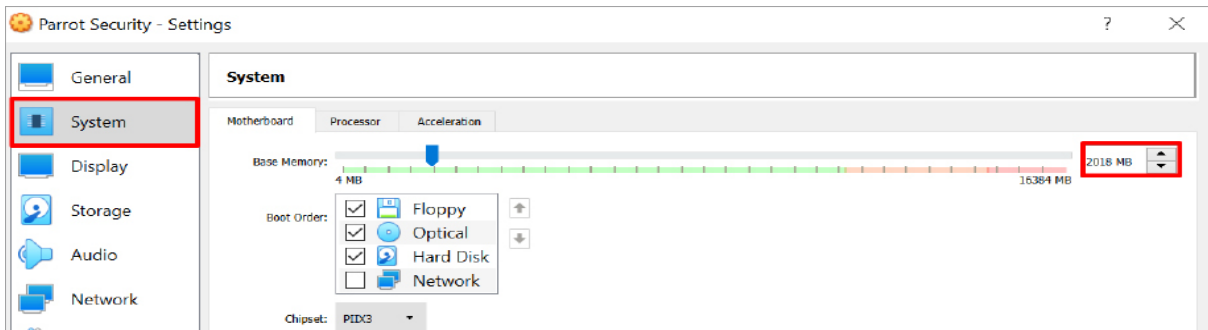 Parrot Security - Settings
?
General
System
Display
Storage
Audio
Network
System
Motherboard Processor Acceleration
Base Memory:
2018 MB
4 MB 16384 MB
Boot Order:
Floppy
Optical
Hard Disk
Network
Chipset: PIIX3